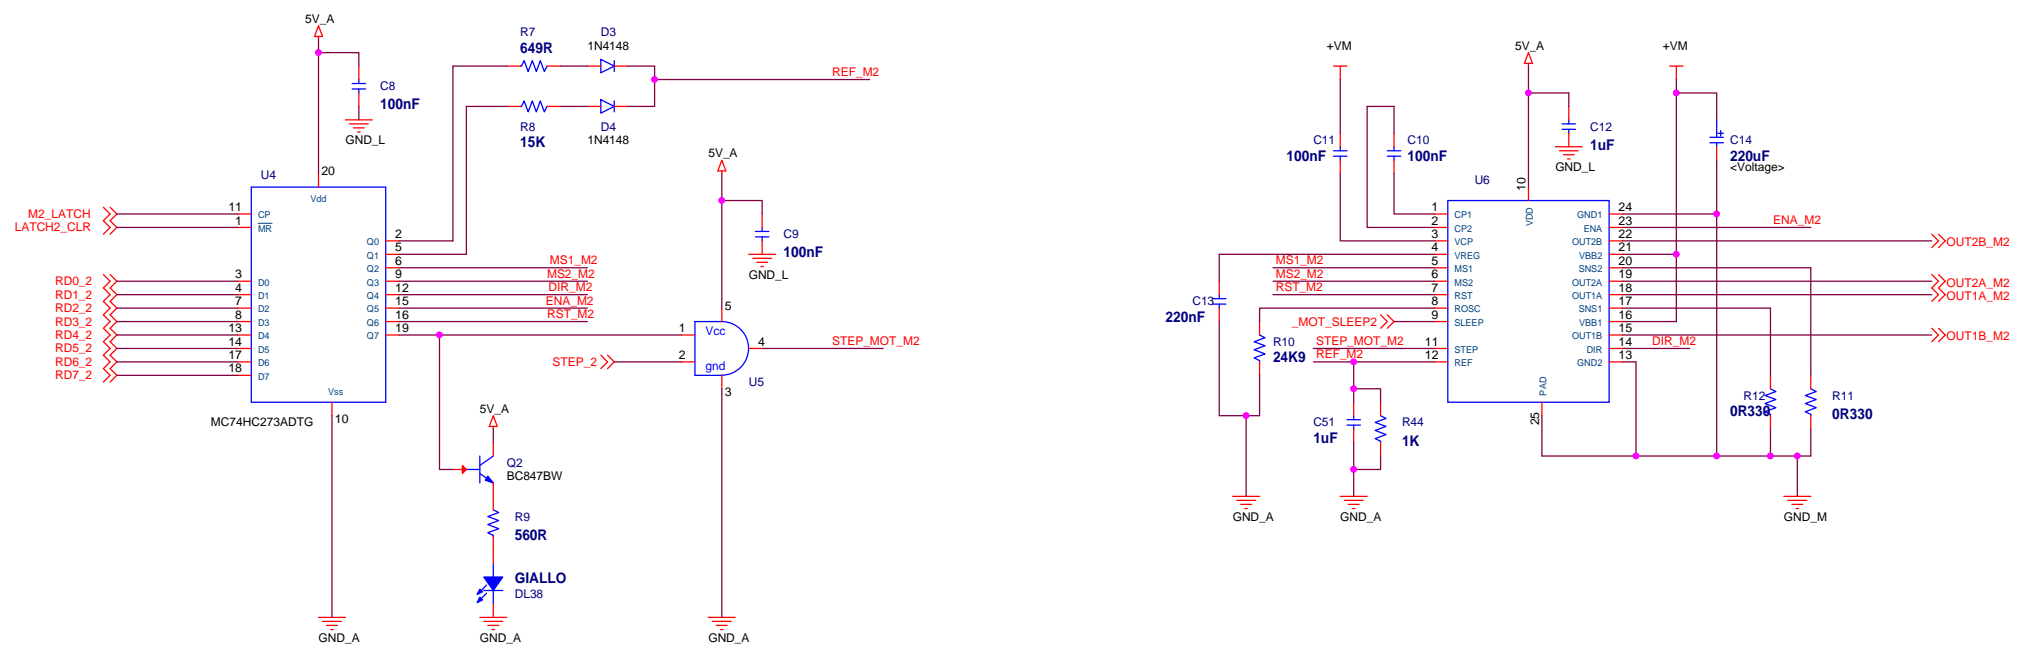 5V_A
C8
100nF
GND_L
R7
649R
D3
1N4148
REF_M2
R8
15K
D4
1N4148
U4
20
Vdd
M2_LATCH
11
CP
LATCH2_CLR
1
MR
Q0
2
Q1
5
Q2
6
MS1_M2
Q3
9
MS2_M2
Q4
12
DIR_M2
Q5
15
ENA_M2
Q6
16
RST_M2
Q7
19
RD0_2
3
D0
RD1_2
4
D1
RD2_2
7
D2
RD3_2
8
D3
RD4_2
13
D4
RD5_2
14
D5
RD6_2
17
D6
RD7_2
18
D7
Vss
10
MC74HC273ADTG
GND_A
5V_A
C9
100nF
GND_L
5
1
Vcc
STEP_2
2
gnd
4
STEP_MOT_M2
U5
3
GND_A
5V_A
Q2
BC847BW
R9
560R
GIALLO
DL38
GND_A
+VM
C11
100nF
C10
100nF
5V_A
C12
1uF
GND_L
+VM
C14
220uF
<Voltage>
+
U6
10
VDD
1
CP1
2
CP2
3
VCP
4
VREG
MS1_M2
5
MS1
MS2_M2
6
MS2
RST_M2
7
RST
8
ROSC
_MOT_SLEEP2
9
SLEEP
STEP_MOT_M2
11
STEP
REF_M2
12
REF
GND1
24
ENA
23
ENA_M2
OUT2B
22
OUT2B_M2
VBB2
21
SNS2
20
OUT2A
19
OUT2A_M2
OUT1A
18
OUT1A_M2
SNS1
17
VBB1
16
OUT1B
15
OUT1B_M2
DIR
14
DIR_M2
GND2
13
PAD
25
C13
220nF
R10
24K9
GND_A
C51
1uF
R44
1K
GND_A
R12
0R330
R11
0R330
GND_M